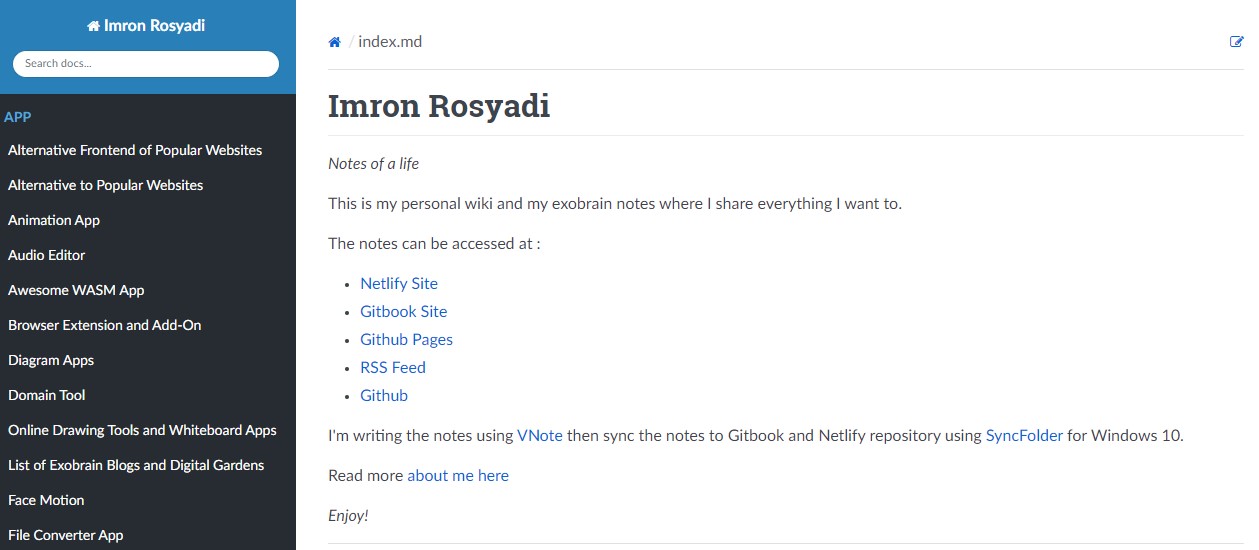 Imron Rosyadi
Search docs...
APP
Alternative Frontend of Popular Websites
Alternative to Popular Websites
Animation App
Audio Editor
Awesome WASM App
Browser Extension and Add-On
Diagram Apps
Domain Tool
Online Drawing Tools and Whiteboard Apps
List of Exobrain Blogs and Digital Gardens
Face Motion
File Converter App
/ index.md
Imron Rosyadi
Notes of a life
This is my personal wiki and my exobrain notes where I share everything I want to.
The notes can be accessed at :
• Netlify Site
• Gitbook Site
• Github Pages
• RSS Feed
• Github
I'm writing the notes using VNote then sync the notes to Gitbook and Netlify repository using SyncFolder for Windows 10.
Read more about me here
Enjoy!